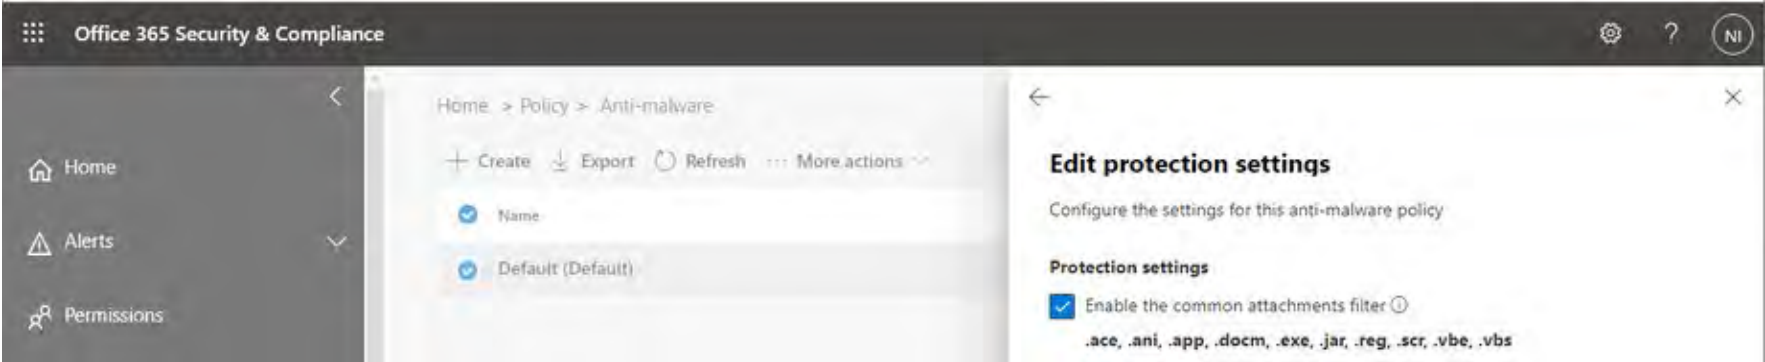 Office 365 Security & Compliance
?
NI
Home
Alerts
Permissions
Home > Policy > Anti-malware
+ Create Export Refresh ··· More actions
Name
Default (Default)
Edit protection settings
Configure the settings for this anti-malware policy
Protection settings
Enable the common attachments filter
.ace, .ani, .app, .docm, .exe, .jar, .reg, .scr, .vbe, .vbs